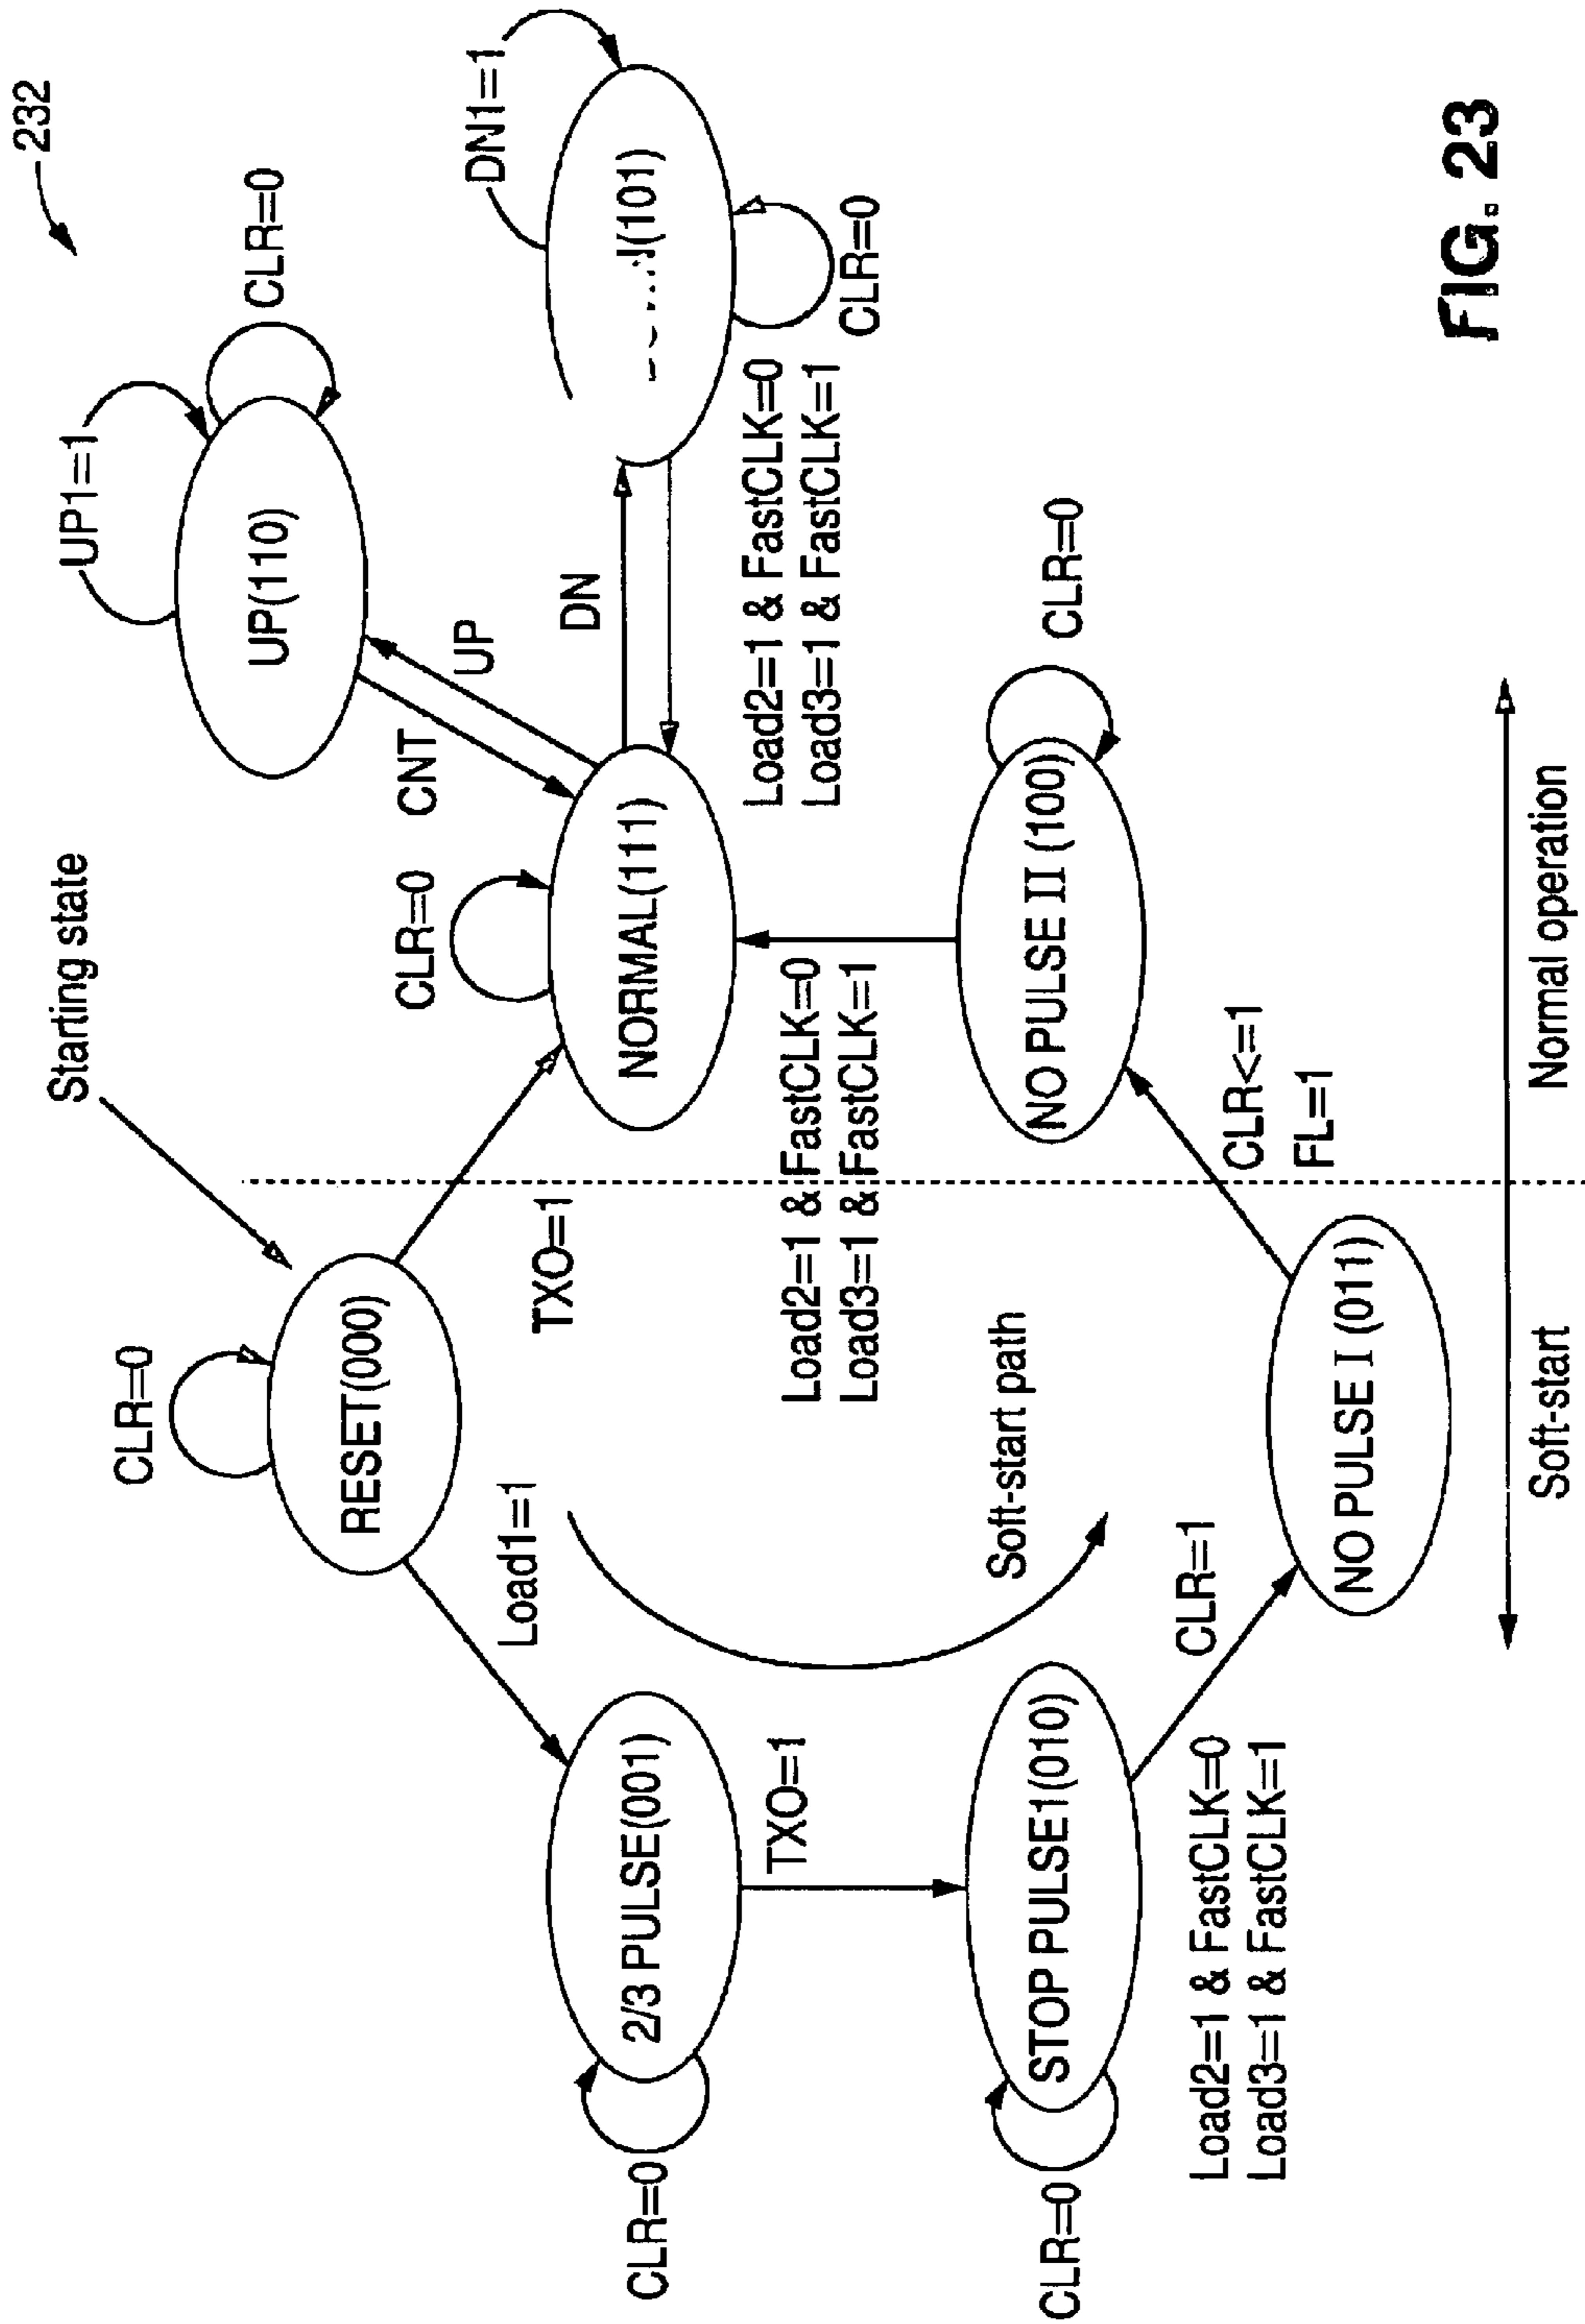 232
Starting state
CLR=0
RESET(000)
Load1=1
TXO=1
CLR=0
2/3 PULSE(001)
TXO=1
CLR=0
STOP PULSE1(010)
CLR=1
Load2=1 & FastCLK=0
Load3=1 & FastCLK=1
Soft-start path
NO PULSE I (011)
CLR<=1
FL=1
NO PULSE II (100)
CLR=0
Load2=1 & FastCLK=0
Load3=1 & FastCLK=1
CLR=0
NORMAL(111)
CNT
UP
UP1=1
UP(110)
CLR=0
DN
DN1=1
(101)
CLR=0
Load2=1 & FastCLK=0
Load3=1 & FastCLK=1
Soft-start
Normal operation
FIG. 23